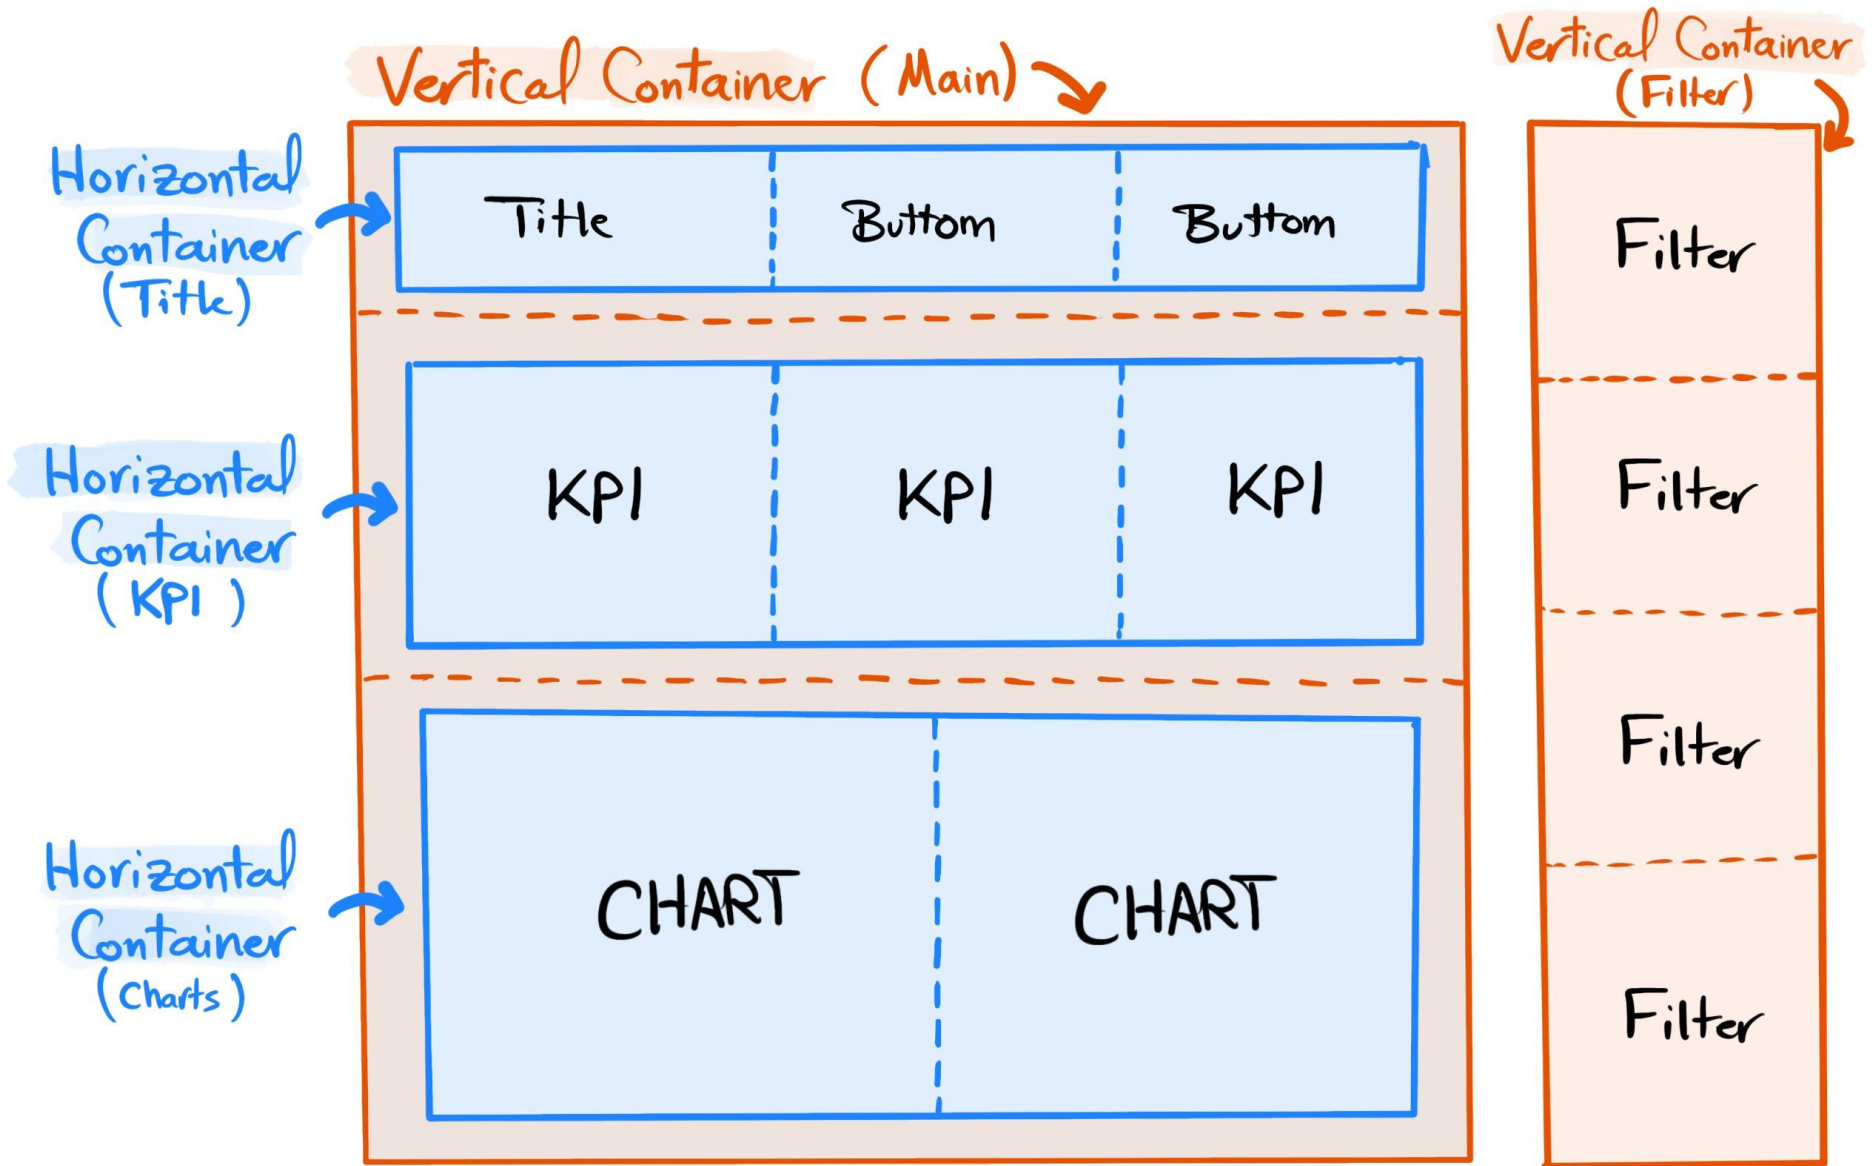 Vertical Container (Main)
Vertical Container
(Filter)
Horizontal
Container
(Title)
Title
Buttom
Buttom
Horizontal
Container
(KPI)
KPI
KPI
KPI
Horizontal
Container
(Charts)
CHART
CHART
Filter
Filter
Filter
Filter